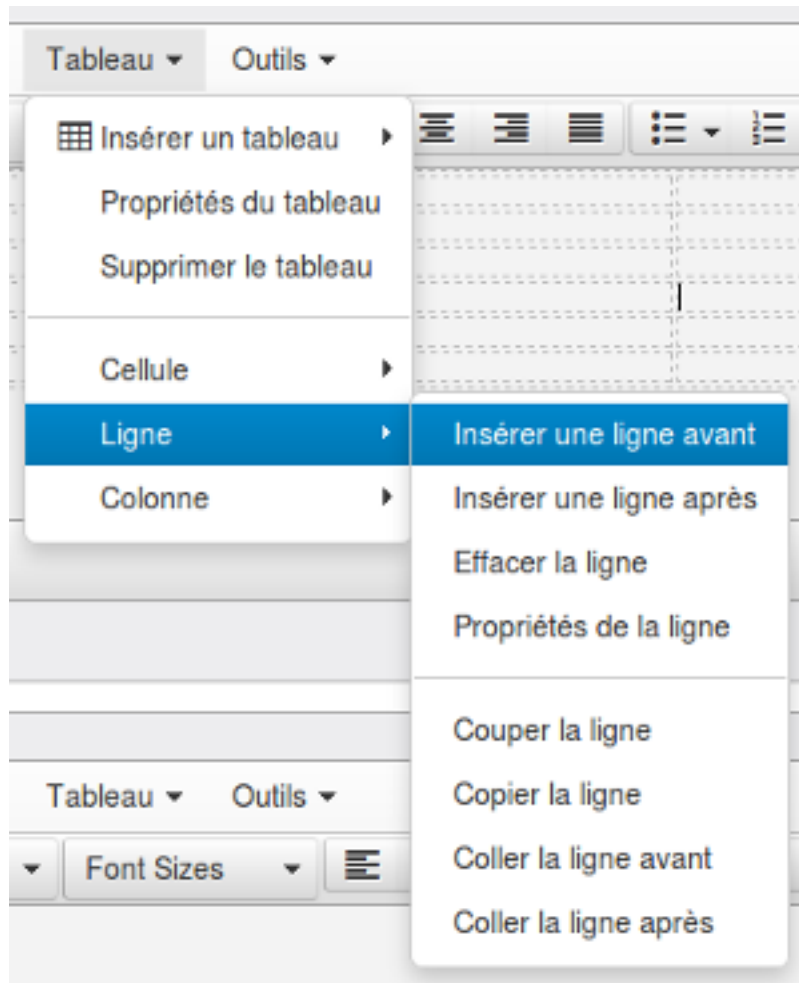 Tableau Outils
Insérer un tableau
Propriétés du tableau
Supprimer le tableau
Cellule
Ligne
Colonne
Insérer une ligne avant
Insérer une ligne après
Effacer la ligne
Propriétés de la ligne
Couper la ligne
Copier la ligne
Coller la ligne avant
Coller la ligne après
Tableau Outils
Font Sizes